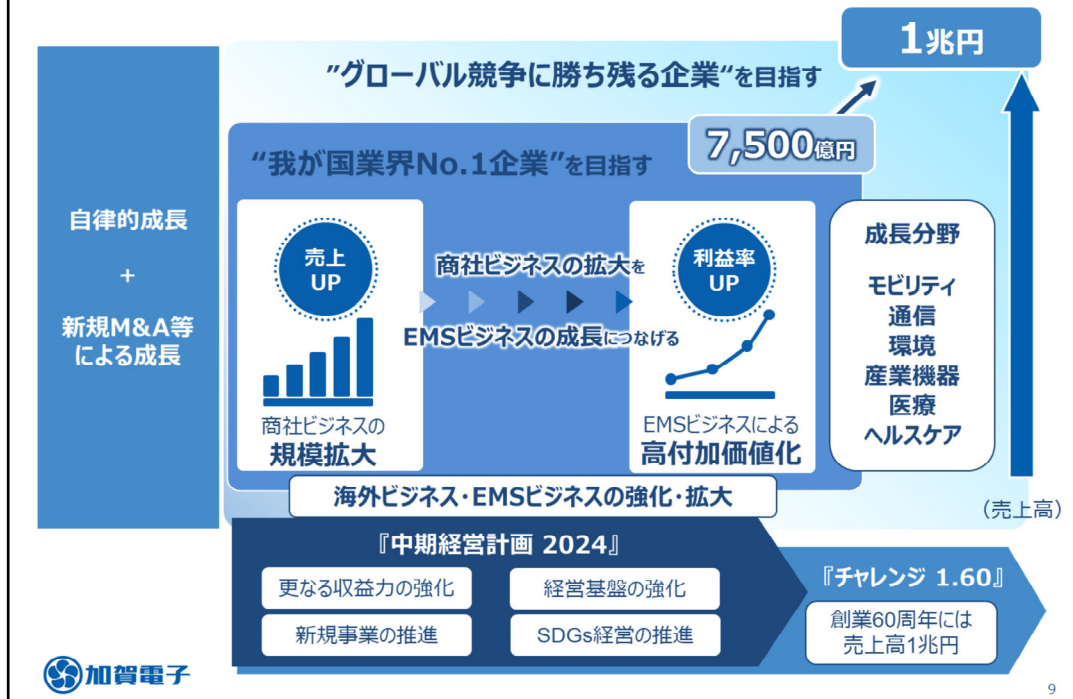 1兆円
”グローバル競争に勝ち残る企業“を目指す
7,500億円
“我が国業界No.1企業”を目指す
自律的成長
+
新規M&A等
による成長
売上
UP
商社ビジネスの
規模拡大
商社ビジネスの拡大を
EMSビジネスの成長につなげる
利益率
UP
EMSビジネスによる
高付加価値化
成長分野
モビリティ
通信
環境
産業機器
医療
ヘルスケア
(売上高)
海外ビジネス・EMSビジネスの強化・拡大
『中期経営計画 2024』
更なる収益力の強化
経営基盤の強化
新規事業の推進
SDGs経営の推進
『チャレンジ 1.60』
創業60周年には
売上高1兆円
加賀電子
9